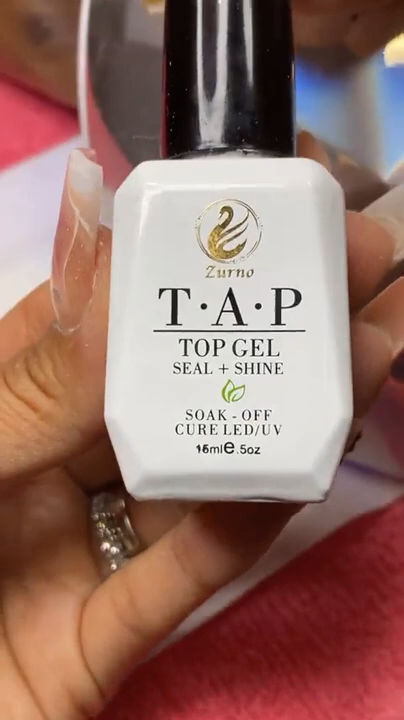 Zurno
T·A·P
TOP GEL
SEAL + SHINE
SOAK - OFF
CURE LED/UV
15ml e .5oz